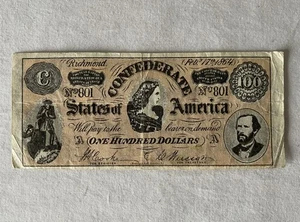 Richmond Feb. 17th 1864
CONFEDERATE
C 100
No 801 No 801
States of America
Will pay to the bearer on demand
ONE HUNDRED DOLLARS